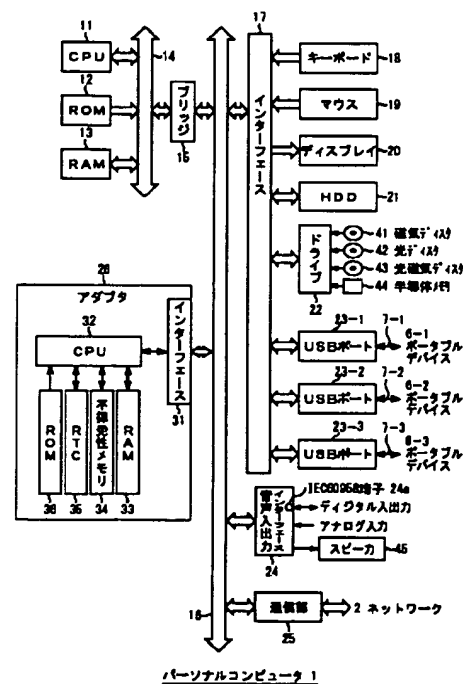 11
CPU
12
ROM
13
RAM
14
ブリッジ
15
16
17
インターフェース
キーボード
18
マウス
19
ディスプレイ
20
HDD
21
ドライブ
22
41 磁気ディスク
42 光ディスク
43 光磁気ディスク
44 半導体メモリ
23-1
USBポート
7-1
6-1
ポータブル
デバイス
23-2
USBポート
7-2
6-2
ポータブル
デバイス
23-3
USBポート
7-3
6-3
ポータブル
デバイス
26
アダプタ
32
CPU
インターフェース
31
ROM
36
RTC
35
不揮発性メモリ
34
RAM
33
音声入出力
インターフェース
24
IEC60958端子 24a
ディジタル入出力
アナログ入力
スピーカ
45
通信部
25
2 ネットワーク
パーソナルコンピュータ 1